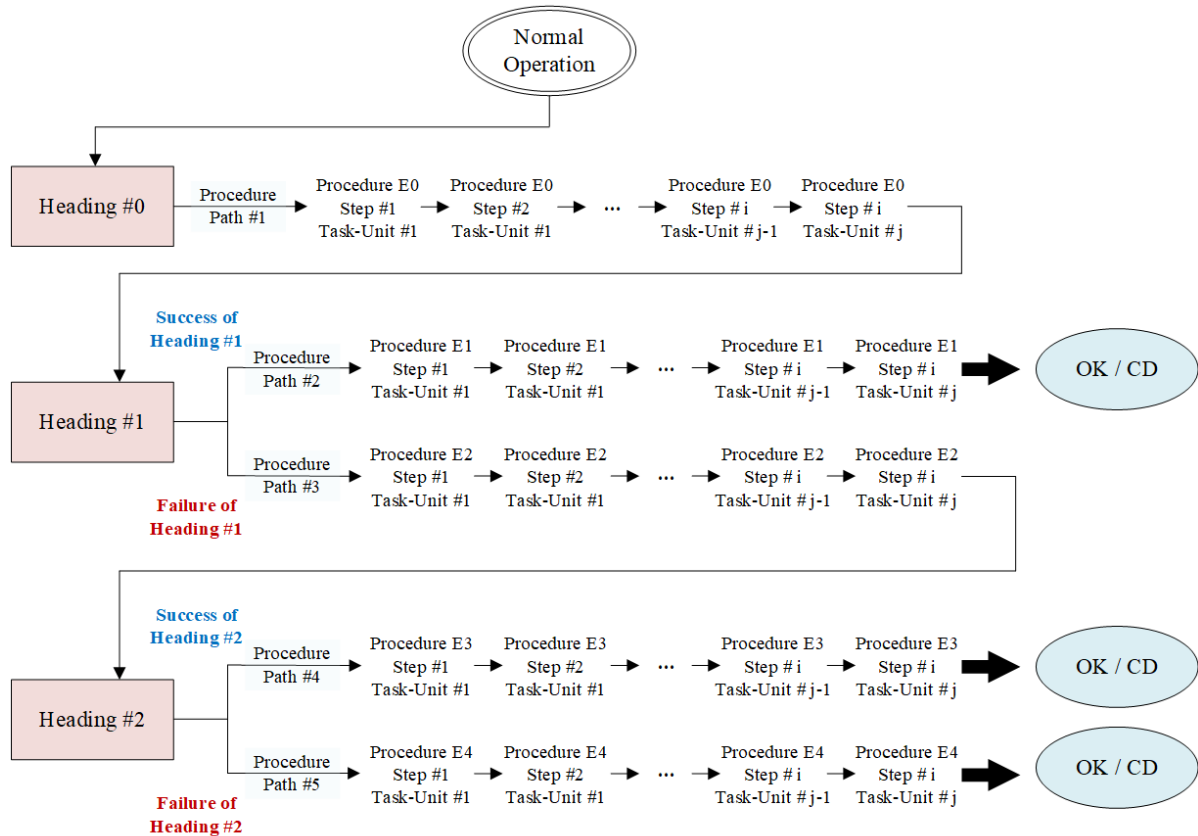 Normal
Operation
Heading #0
Procedure
Path #1
Procedure E0
Step #1
Task-Unit #1
Procedure E0
Step #2
Task-Unit #1
...
Procedure E0
Step # i
Task-Unit # j-1
Procedure E0
Step # i
Task-Unit # j
Success of
Heading #1
Heading #1
Failure of
Heading #1
Procedure
Path #2
Procedure E1
Step #1
Task-Unit #1
Procedure E1
Step #2
Task-Unit #1
...
Procedure E1
Step # i
Task-Unit # j-1
Procedure E1
Step # i
Task-Unit # j
OK / CD
Procedure
Path #3
Procedure E2
Step #1
Task-Unit #1
Procedure E2
Step #2
Task-Unit #1
...
Procedure E2
Step # i
Task-Unit # j-1
Procedure E2
Step # i
Task-Unit # j
Success of
Heading #2
Heading #2
Failure of
Heading #2
Procedure
Path #4
Procedure E3
Step #1
Task-Unit #1
Procedure E3
Step #2
Task-Unit #1
...
Procedure E3
Step # i
Task-Unit # j-1
Procedure E3
Step # i
Task-Unit # j
OK / CD
Procedure
Path #5
Procedure E4
Step #1
Task-Unit #1
Procedure E4
Step #2
Task-Unit #1
...
Procedure E4
Step # i
Task-Unit # j-1
Procedure E4
Step # i
Task-Unit # j
OK / CD